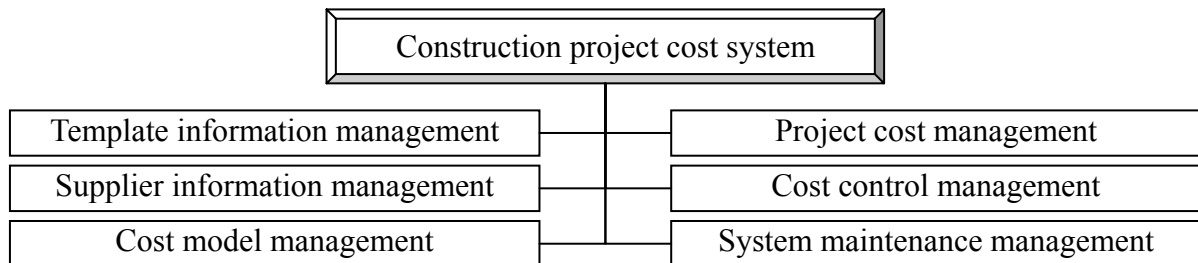 Construction project cost system
Template information management
Project cost management
Supplier information management
Cost control management
Cost model management
System maintenance management